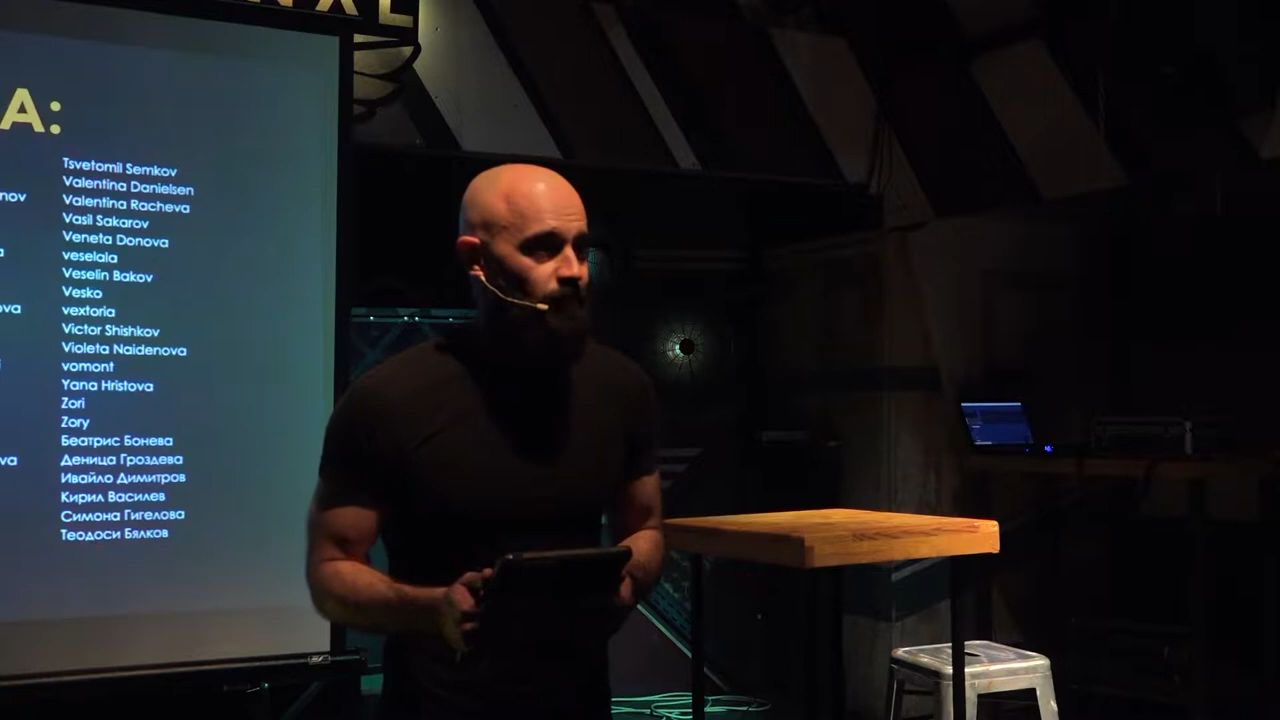 A:
Tsvetomil Semkov
Valentina Danielsen
Valentina Racheva
Vasil Sakarov
Veneta Donova
veselala
Veselin Bakov
Vesko
vextoria
Victor Shishkov
Violeta Naidenova
vomont
Yana Hristova
Zori
Zory
Беатрис Бонева
Деница Гроздева
Ивайло Димитров
Кирил Василев
Симона Гигелова
Теодоси Бялков